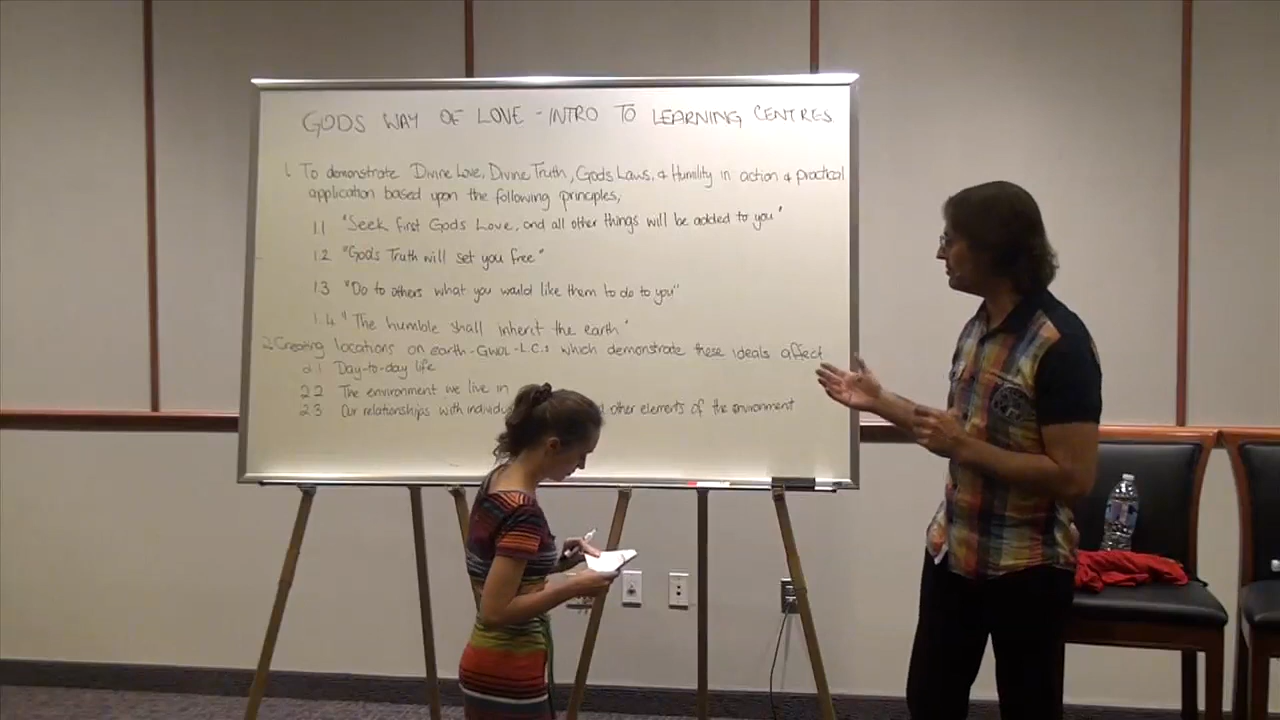 GODS WAY OF LOVE - INTRO TO LEARNING CENTRES
1. To demonstrate Divine Love, Divine Truth, Gods Laws, & Humility in action & practical
application based upon the following principles,
1.1 "Seek first Gods Love, and all other things will be added to you"
1.2 "Gods Truth will set you free"
1.3 "Do to others what you would like them to do to you"
1.4 "The humble shall inherit the earth"
2. Creating locations on earth - GWOL - L.C.s which demonstrate these ideals affect
2.1 Day-to-day life
2.2 The environment we live in
2.3 Our relationships with other elements of the environment